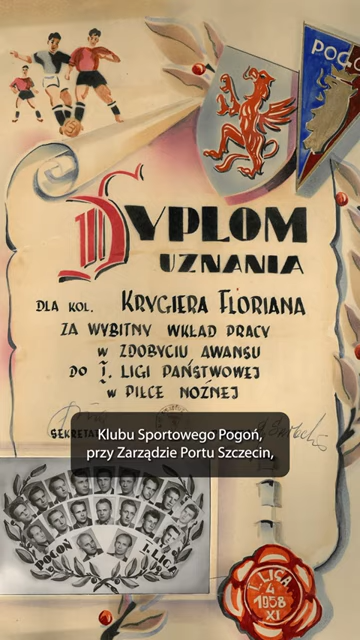 POGO
DYPLOM
UZNANIA
DLA KOL. KRYGIERA FLORIANA
ZA WYBITNY WKŁAD PRACY
W ZDOBYCIU AWANSU
DO I. LIGI PAŃSTWOWEJ
W PIŁCE NOŻNEJ
SEKRETA
Klubu Sportowego Pogoń,
przy Zarządzie Portu Szczecin,
POGOŃ I. LIGA
I. LIGA
4
1958
XI